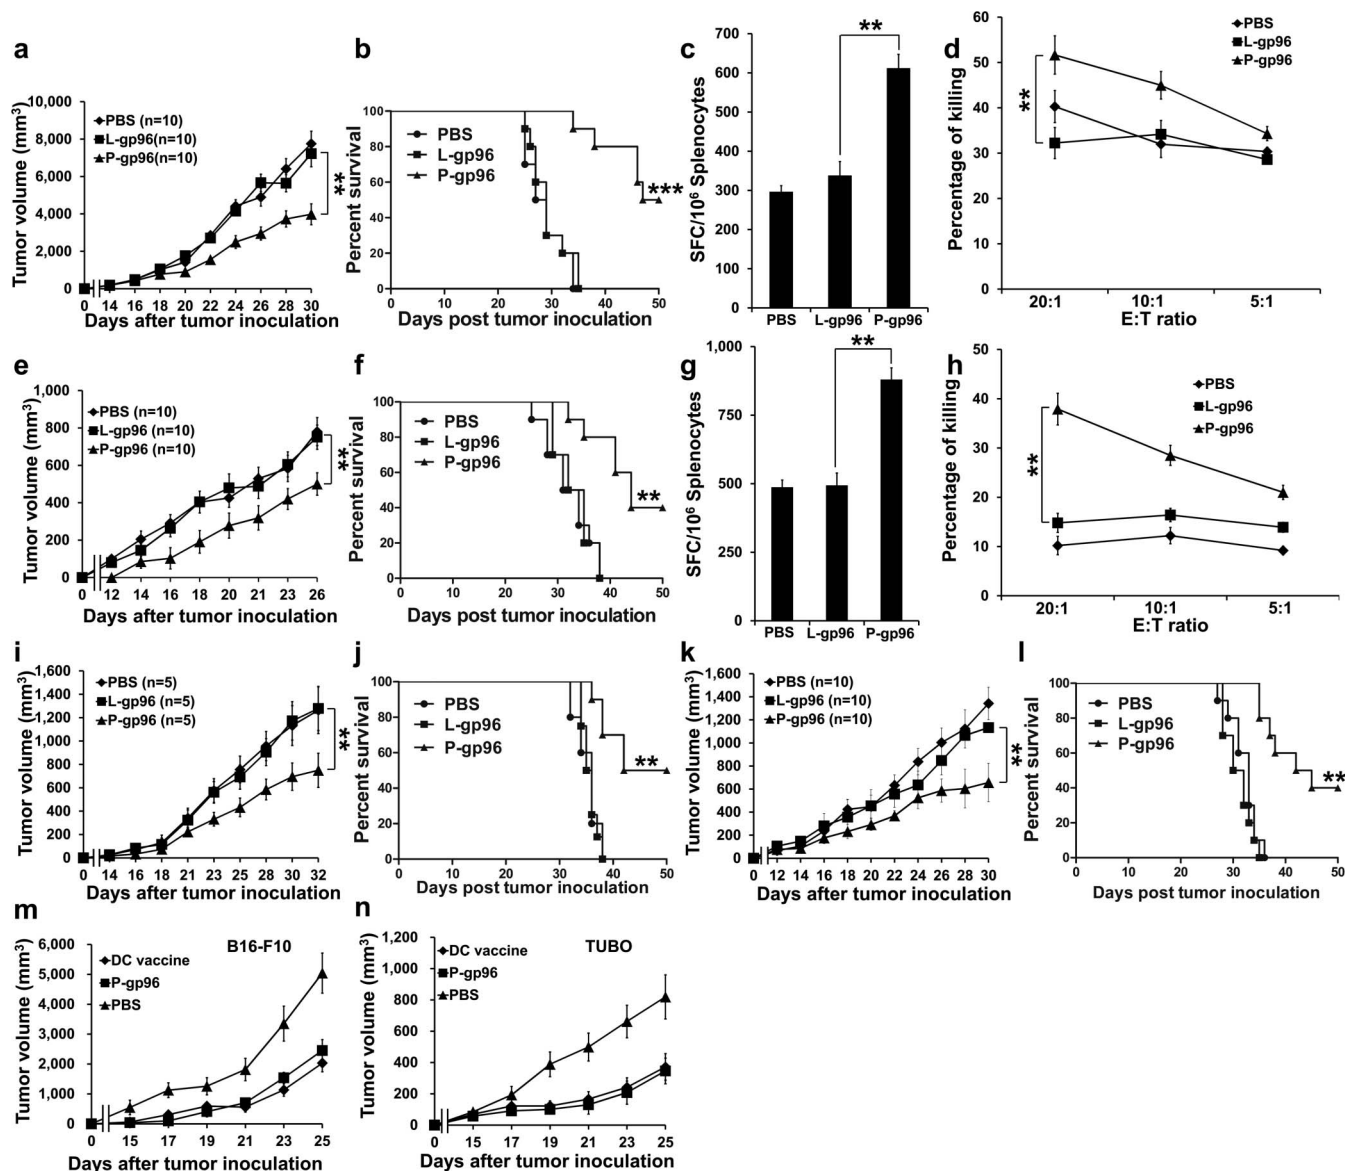 a
Tumor volume (mm³)
10,000
8,000
6,000
4,000
2,000
0
PBS (n=10)
L-gp96(n=10)
P-gp96(n=10)
**
0 14 16 18 20 22 24 26 28 30
Days after tumor inoculation
b
Percent survival
100
80
60
40
20
0
PBS
L-gp96
P-gp96
***
0 10 20 30 40 50
Days post tumor inoculation
c
SFC/10⁶ Splenocytes
700
600
500
400
300
200
100
0
**
PBS L-gp96 P-gp96
d
Percentage of killing
60
50
40
30
20
10
0
PBS
L-gp96
P-gp96
**
20:1 10:1 5:1
E:T ratio
e
Tumor volume (mm³)
1,000
800
600
400
200
0
PBS (n=10)
L-gp96 (n=10)
P-gp96 (n=10)
**
0 12 14 16 18 20 21 23 26
Days after tumor inoculation
f
Percent survival
100
80
60
40
20
0
PBS
L-gp96
P-gp96
**
0 10 20 30 40 50
Days post tumor inoculation
g
SFC/10⁶ Splenocytes
1,000
750
500
250
0
**
PBS L-gp96 P-gp96
h
Percentage of killing
50
40
30
20
10
0
PBS
L-gp96
P-gp96
**
20:1 10:1 5:1
E:T ratio
i
Tumor volume (mm³)
1,600
1,400
1,200
1,000
800
600
400
200
0
PBS (n=5)
L-gp96 (n=5)
P-gp96 (n=5)
**
0 14 16 18 21 23 25 28 30 32
Days after tumor inoculation
j
Percent survival
100
80
60
40
20
0
PBS
L-gp96
P-gp96
**
0 10 20 30 40 50
Days post tumor inoculation
k
Tumor volume (mm³)
1,600
1,400
1,200
1,000
800
600
400
200
0
PBS (n=10)
L-gp96 (n=10)
P-gp96 (n=10)
**
0 12 14 16 18 20 22 24 26 28 30
Days after tumor inoculation
l
Percent survival
100
80
60
40
20
0
PBS
L-gp96
P-gp96
**
0 10 20 30 40 50
Days post tumor inoculation
m
Tumor volume (mm³)
6,000
5,000
4,000
3,000
2,000
1,000
0
B16-F10
DC vaccine
P-gp96
PBS
0 15 17 19 21 23 25
Days after tumor inoculation
n
Tumor volume (mm³)
1,200
1,000
800
600
400
200
0
TUBO
DC vaccine
P-gp96
PBS
0 15 17 19 21 23 25
Days after tumor inoculation